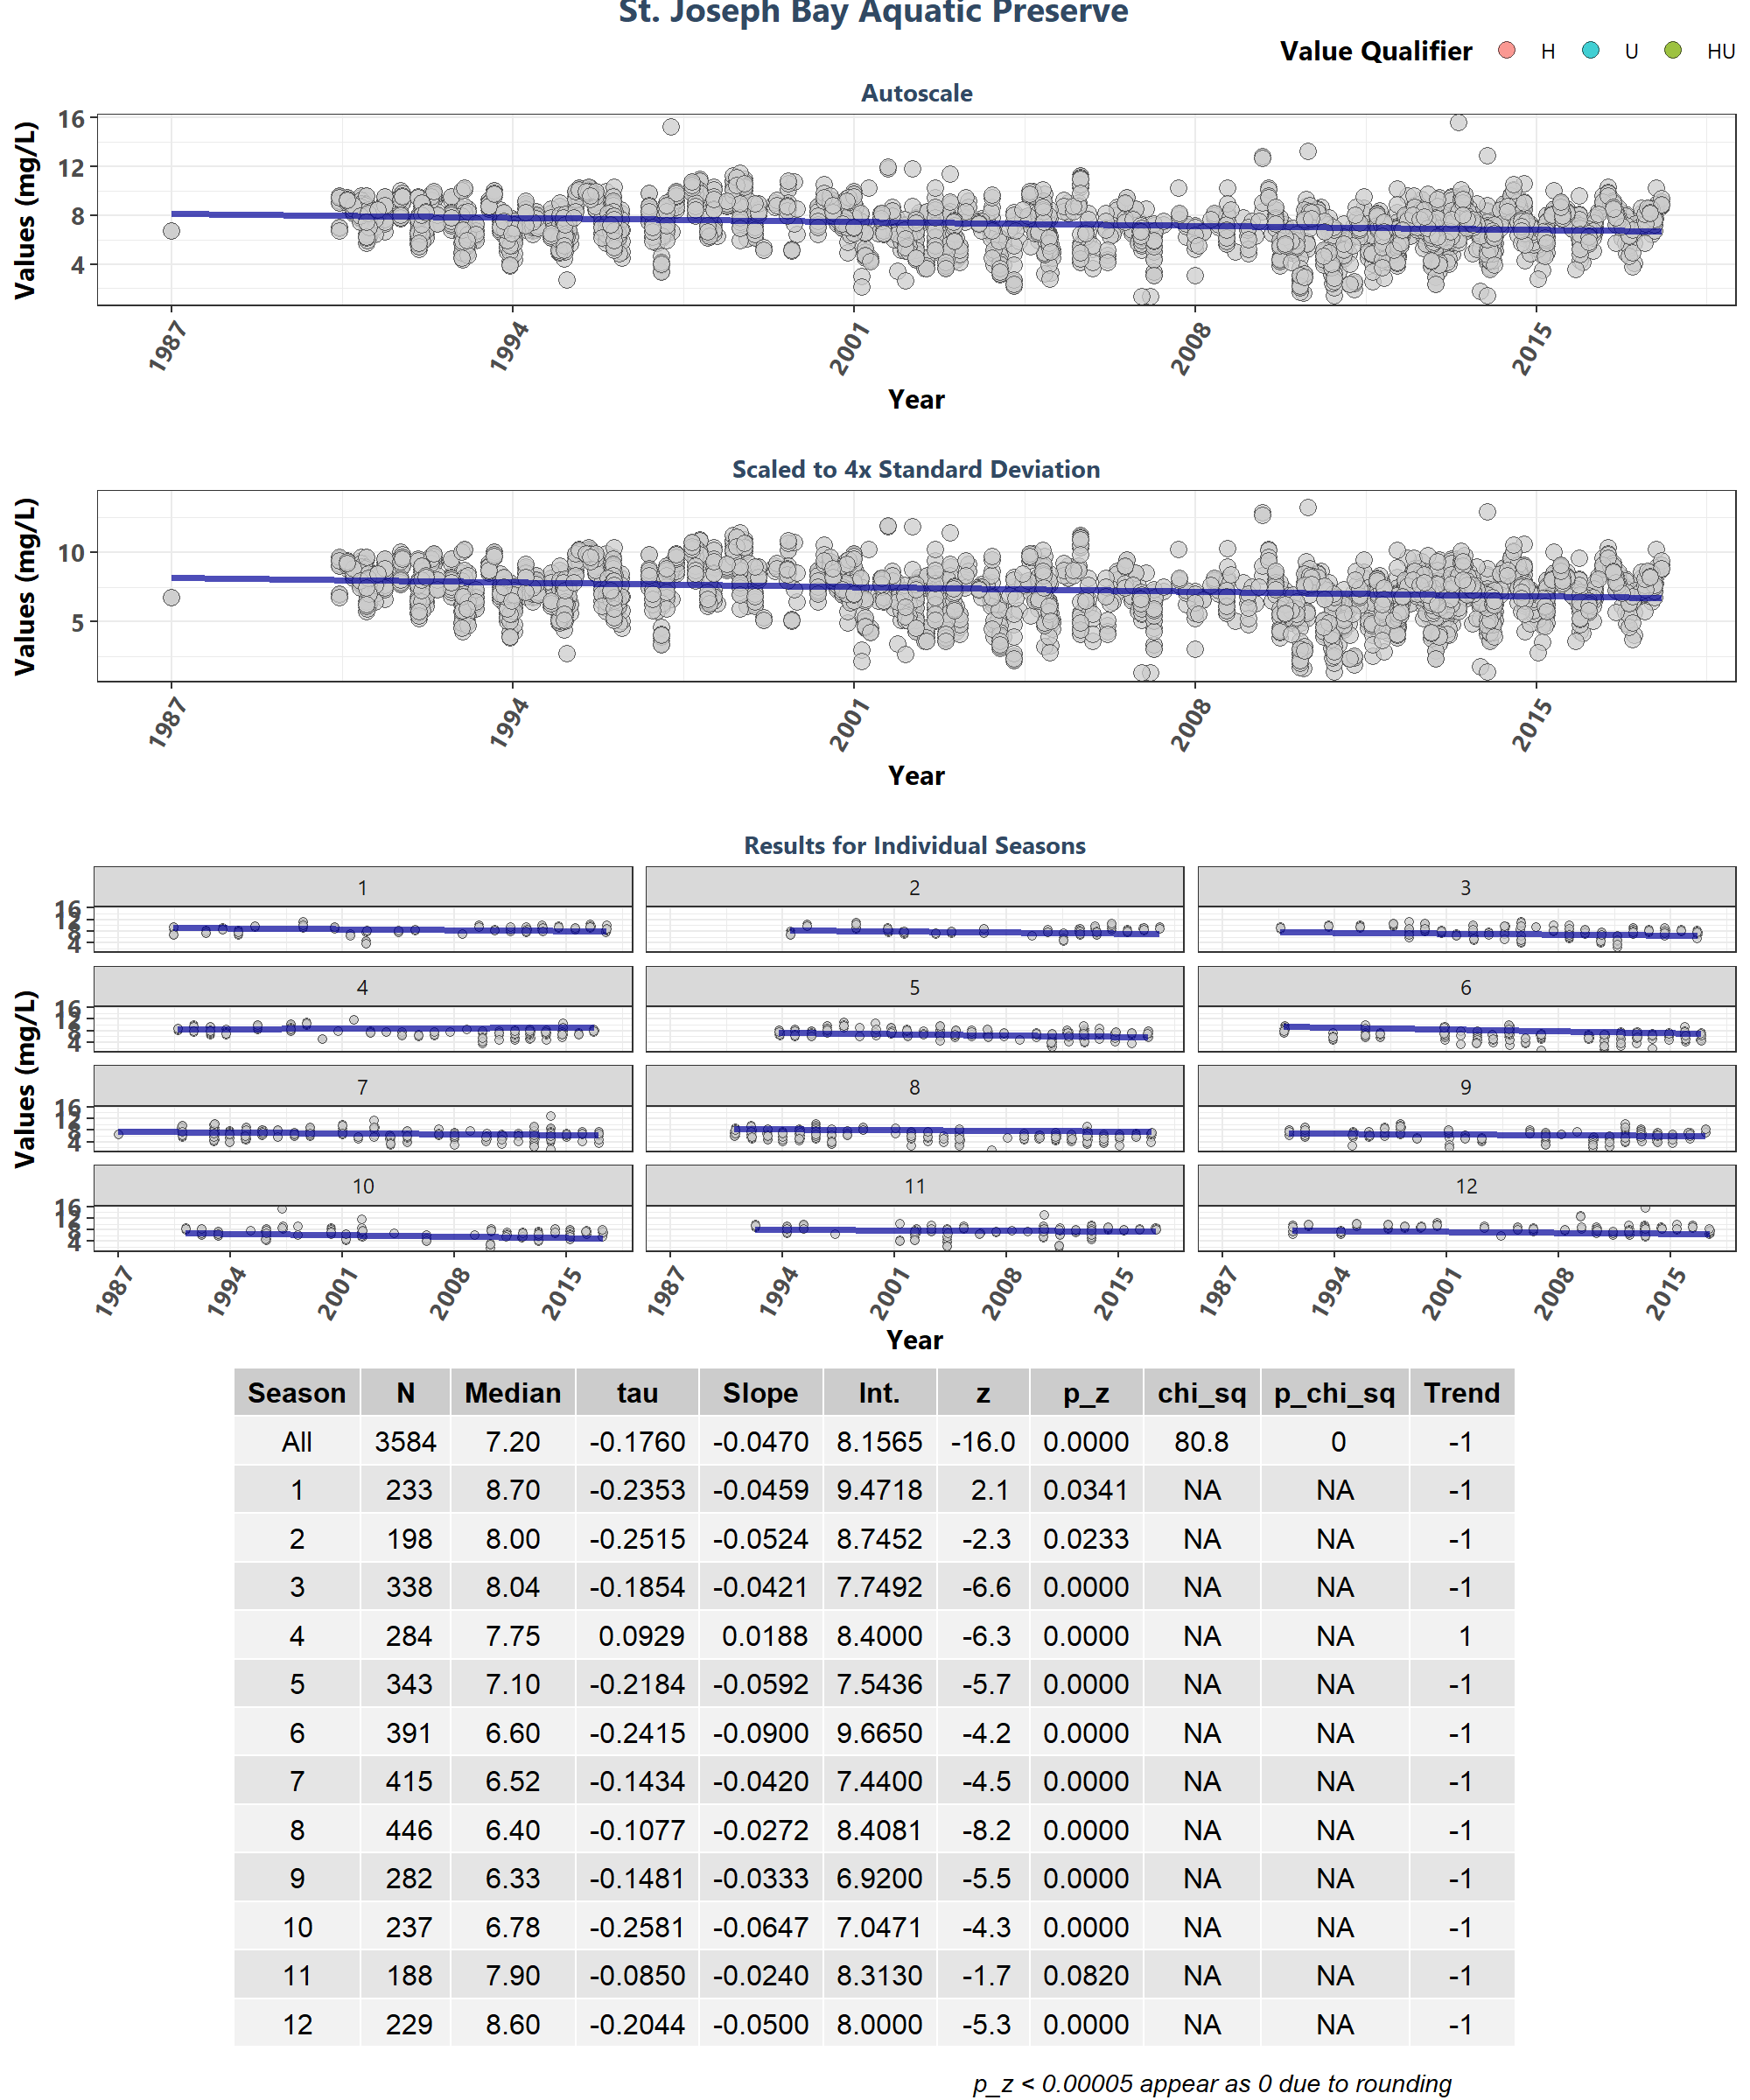 St. Joseph Bay Aquatic Preserve
Value Qualifier H U HU
Autoscale
Values (mg/L)
16
12
8
4
1987 1994 2001 2008 2015
Year
Scaled to 4x Standard Deviation
Values (mg/L)
10
5
1987 1994 2001 2008 2015
Year
Results for Individual Seasons
Values (mg/L)
1 2 3
16
12
8
4
4 5 6
16
12
8
4
7 8 9
16
12
8
4
10 11 12
16
12
8
4
1987 1994 2001 2008 2015 1987 1994 2001 2008 2015 1987 1994 2001 2008 2015
Year
Season N Median tau Slope Int. z p_z chi_sq p_chi_sq Trend
All 3584 7.20 -0.1760 -0.0470 8.1565 -16.0 0.0000 80.8 0 -1
1 233 8.70 -0.2353 -0.0459 9.4718 2.1 0.0341 NA NA -1
2 198 8.00 -0.2515 -0.0524 8.7452 -2.3 0.0233 NA NA -1
3 338 8.04 -0.1854 -0.0421 7.7492 -6.6 0.0000 NA NA -1
4 284 7.75 0.0929 0.0188 8.4000 -6.3 0.0000 NA NA 1
5 343 7.10 -0.2184 -0.0592 7.5436 -5.7 0.0000 NA NA -1
6 391 6.60 -0.2415 -0.0900 9.6650 -4.2 0.0000 NA NA -1
7 415 6.52 -0.1434 -0.0420 7.4400 -4.5 0.0000 NA NA -1
8 446 6.40 -0.1077 -0.0272 8.4081 -8.2 0.0000 NA NA -1
9 282 6.33 -0.1481 -0.0333 6.9200 -5.5 0.0000 NA NA -1
10 237 6.78 -0.2581 -0.0647 7.0471 -4.3 0.0000 NA NA -1
11 188 7.90 -0.0850 -0.0240 8.3130 -1.7 0.0820 NA NA -1
12 229 8.60 -0.2044 -0.0500 8.0000 -5.3 0.0000 NA NA -1
p_z < 0.00005 appear as 0 due to rounding